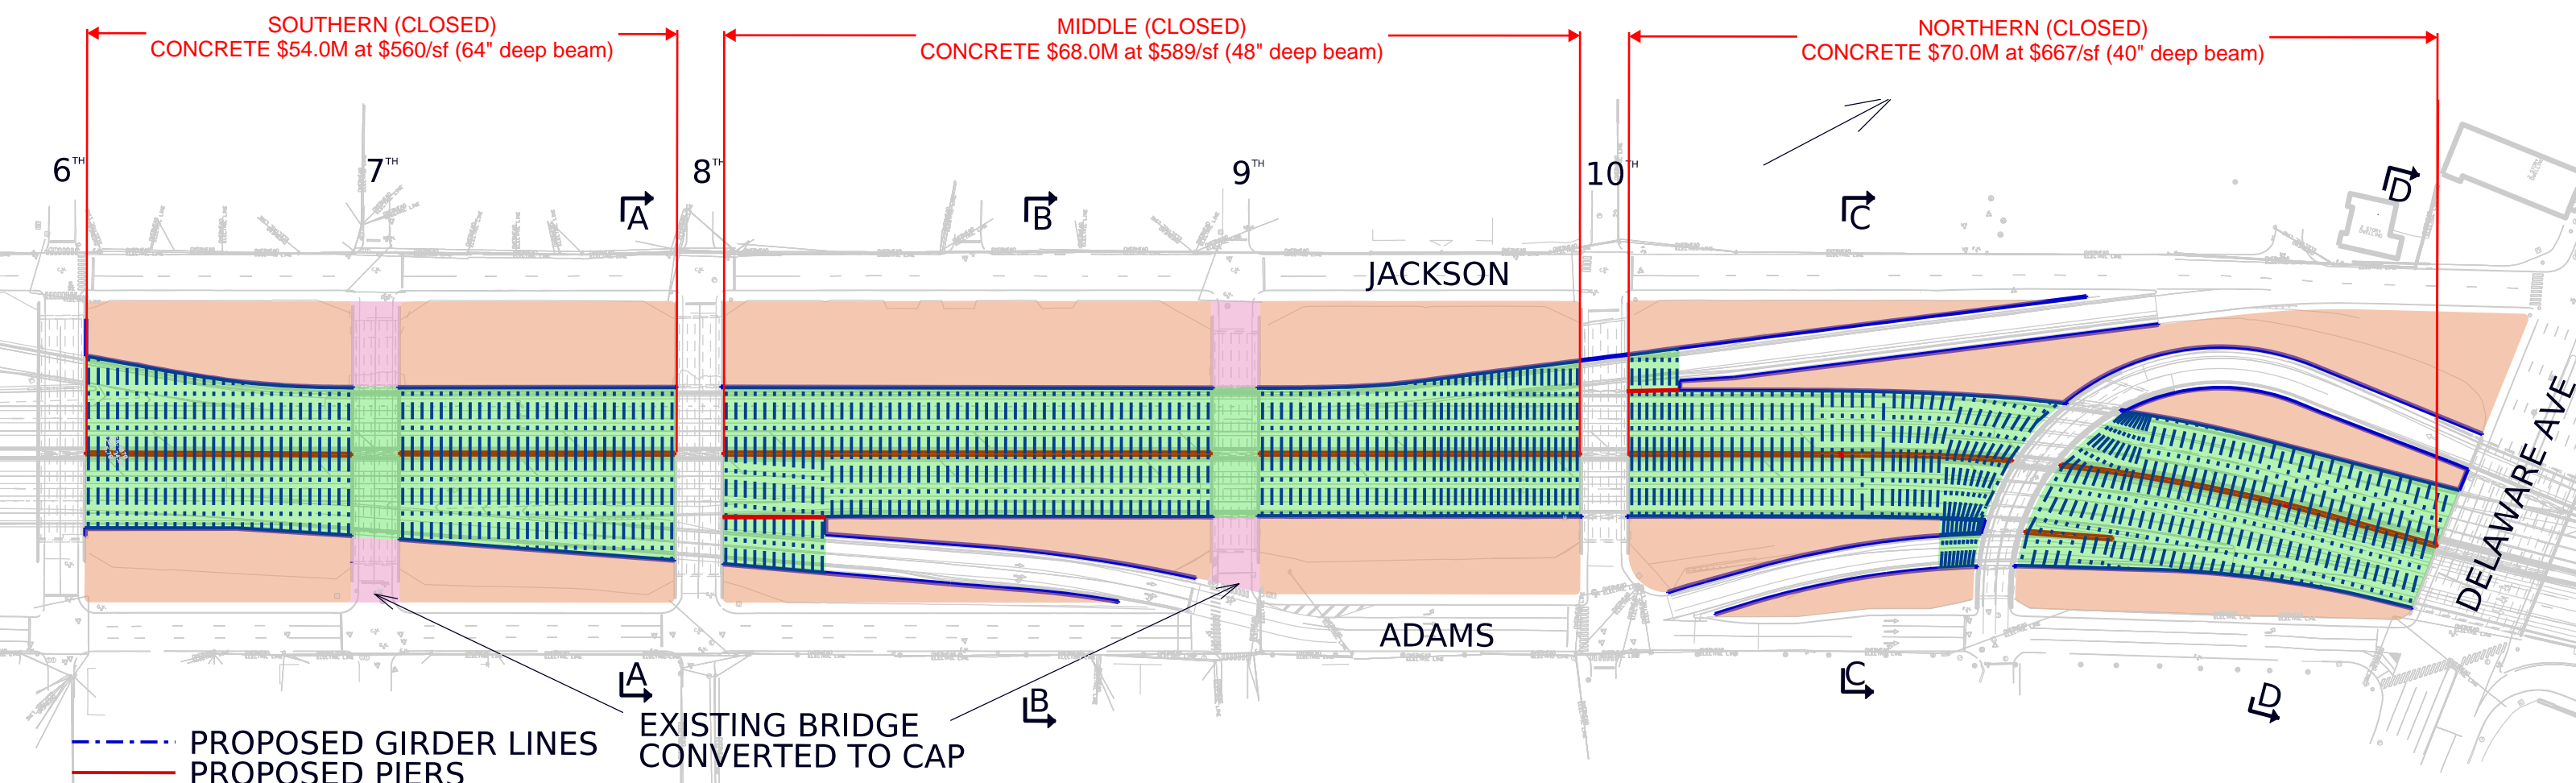 SOUTHERN (CLOSED)
CONCRETE $54.0M at $560/sf (64" deep beam)
MIDDLE (CLOSED)
CONCRETE $68.0M at $589/sf (48" deep beam)
NORTHERN (CLOSED)
CONCRETE $70.0M at $667/sf (40" deep beam)
6TH
7TH
8TH
9TH
10TH
A
B
C
D
JACKSON
ADAMS
DELAWARE AVE
A
B
C
D
EXISTING BRIDGE
CONVERTED TO CAP
PROPOSED GIRDER LINES
PROPOSED PIERS